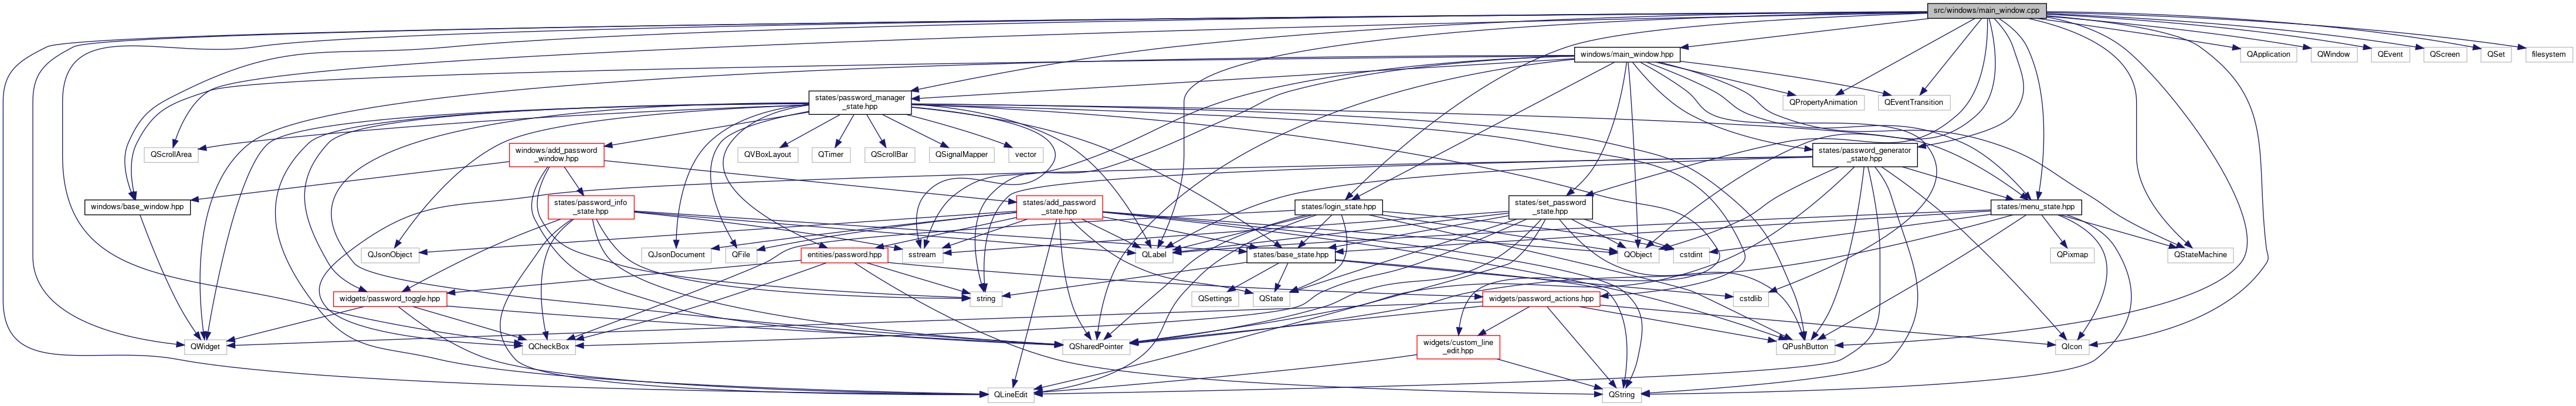 src/windows/main_window.cpp
windows/main_window.hpp
QApplication
QWindow
QEvent
QScreen
QSet
filesystem
states/password_manager
_state.hpp
QPropertyAnimation
QEventTransition
QScrollArea
windows/add_password
_window.hpp
QVBoxLayout
QTimer
QScrollBar
QSignalMapper
vector
states/password_generator
_state.hpp
windows/base_window.hpp
states/password_info
_state.hpp
states/add_password
_state.hpp
states/login_state.hpp
states/set_password
_state.hpp
states/menu_state.hpp
QJsonObject
QJsonDocument
QFile
entities/password.hpp
sstream
QLabel
states/base_state.hpp
QObject
cstdint
QPixmap
QStateMachine
widgets/password_toggle.hpp
string
QSettings
QState
widgets/password_actions.hpp
cstdlib
QWidget
QCheckBox
QSharedPointer
widgets/custom_line
_edit.hpp
QPushButton
QIcon
QLineEdit
QString